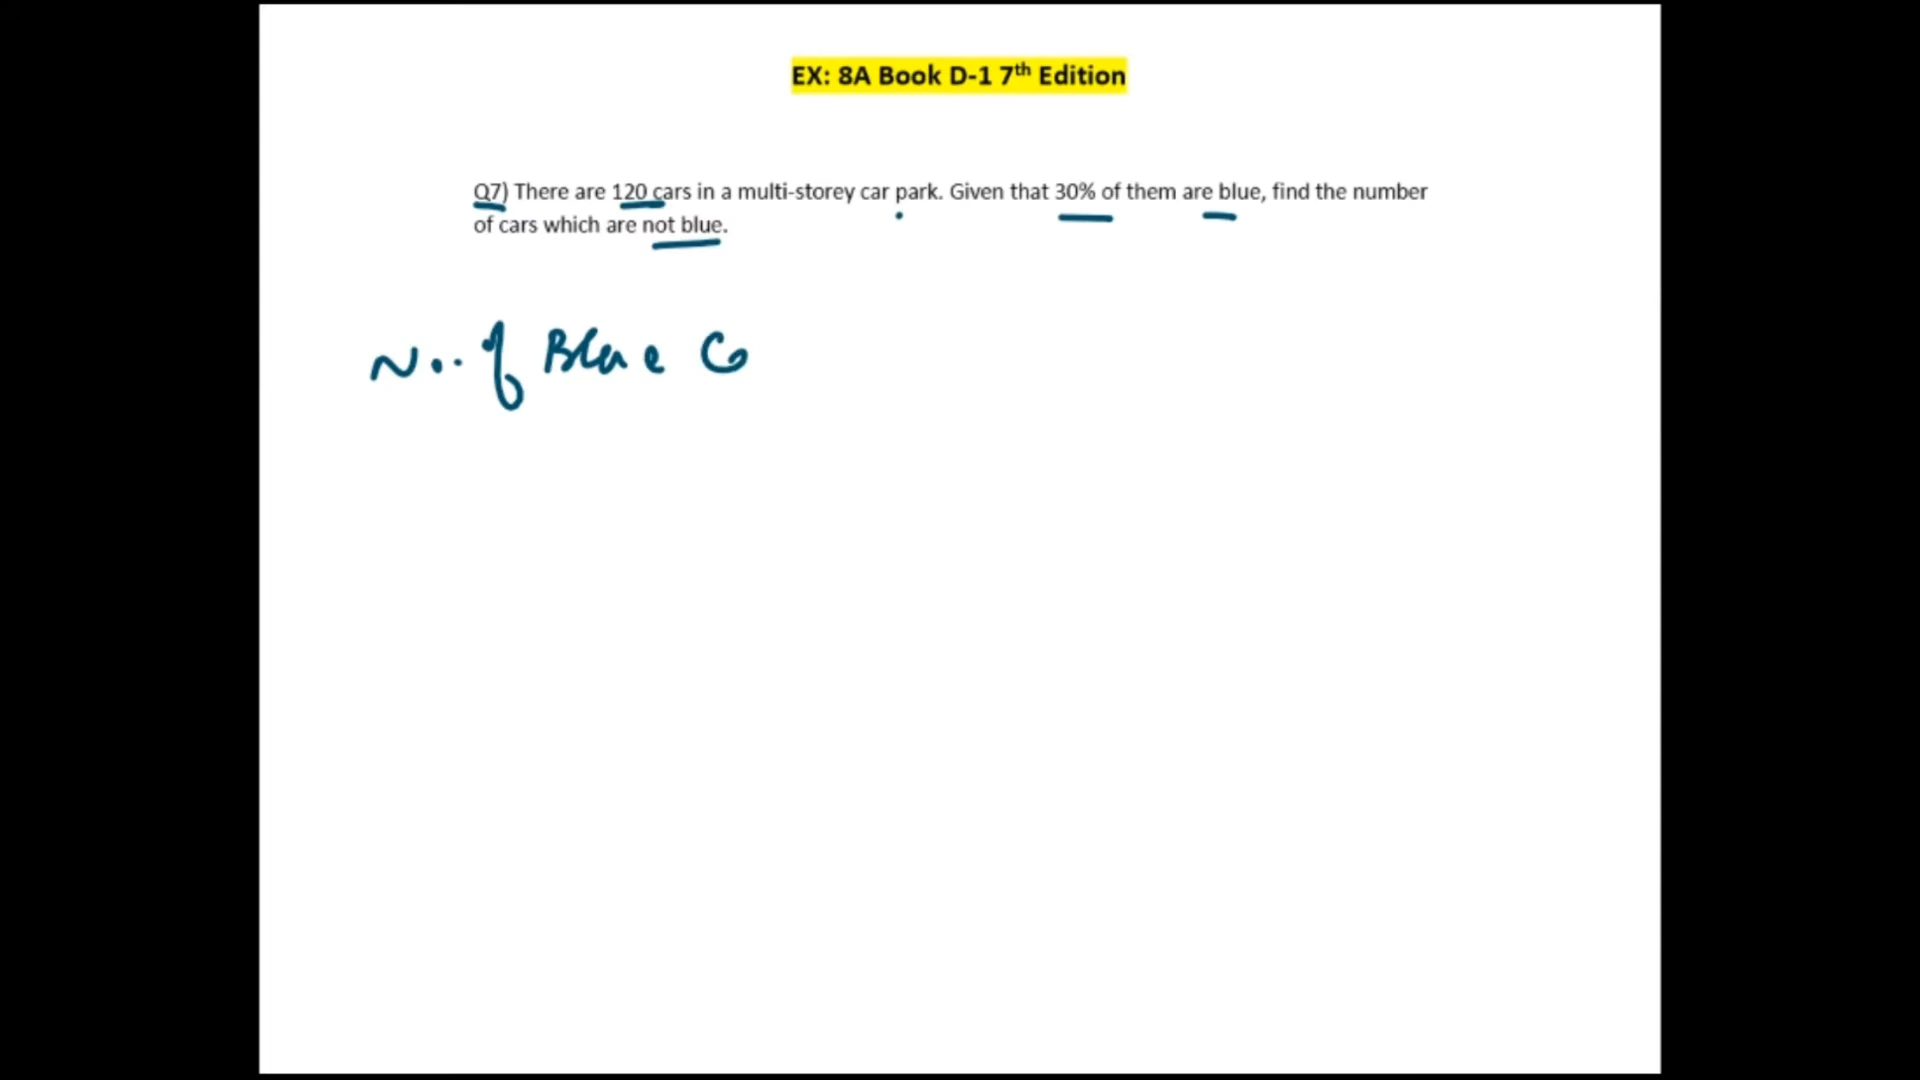 EX: 8A Book D-1 7th Edition
Q7) There are 120 cars in a multi-storey car park. Given that 30% of them are blue, find the number
of cars which are not blue.
No. of Blue